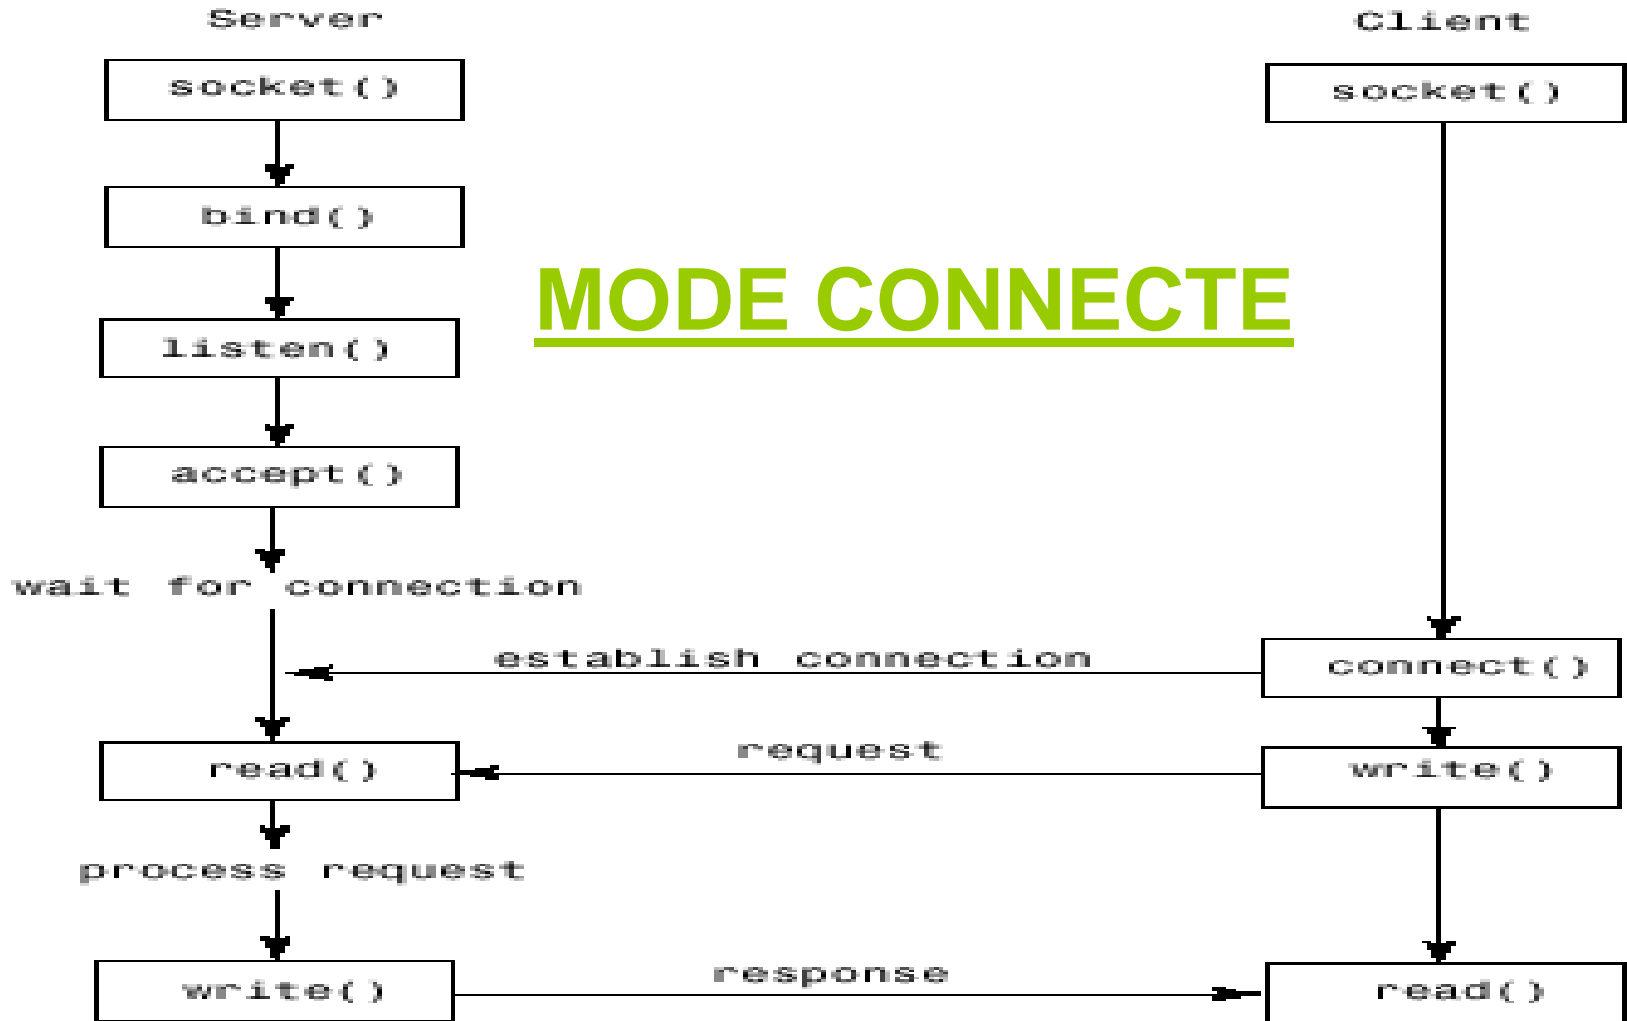 Server
Client
socket()
socket()
bind()
MODE CONNECTE
listen()
accept()
wait for connection
establish connection
connect()
request
read()
write()
process request
response
write()
read()